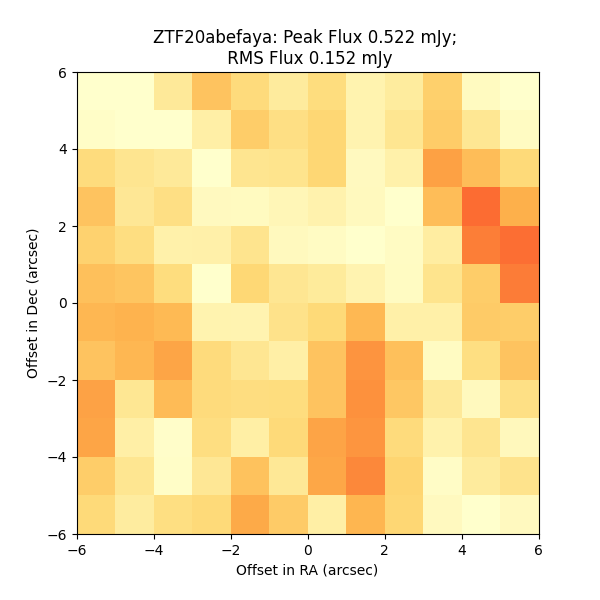 ZTF20abefaya: Peak Flux 0.522 mJy;
RMS Flux 0.152 mJy
6
4
2
0
−2
−4
−6
Offset in Dec (arcsec)
−6 −4 −2 0 2 4 6
Offset in RA (arcsec)